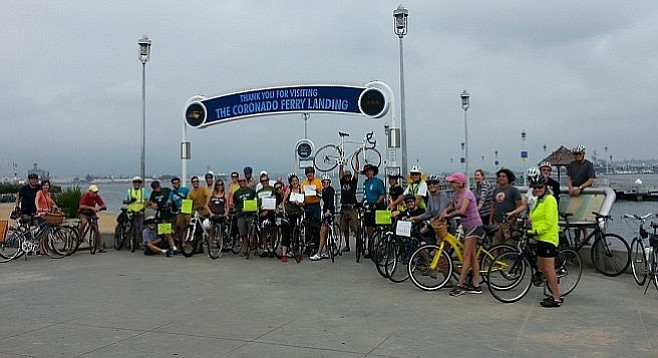 THANK YOU FOR VISITING
THE CORONADO FERRY LANDING